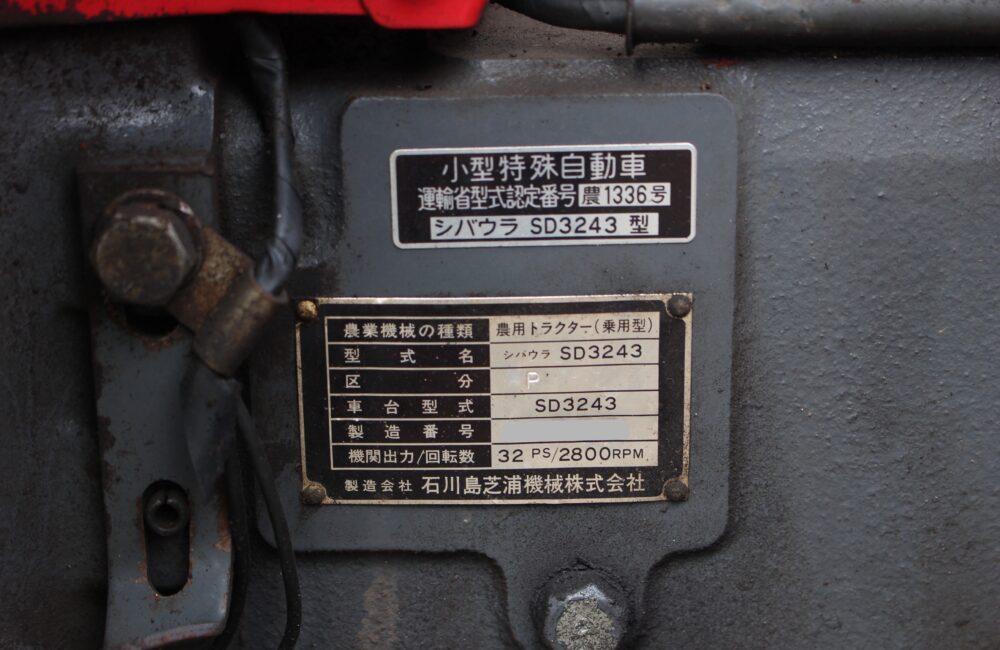 小型特殊自動車
運輸省型式認定番号 農1336号
シバウラ SD3243 型
農業機械の種類 農用トラクター(乗用型)
型式名 シバウラ SD3243
区分 P
車台型式 SD3243
製造番号
機関出力/回転数 32 PS/2800RPM
製造会社 石川島芝浦機械株式会社